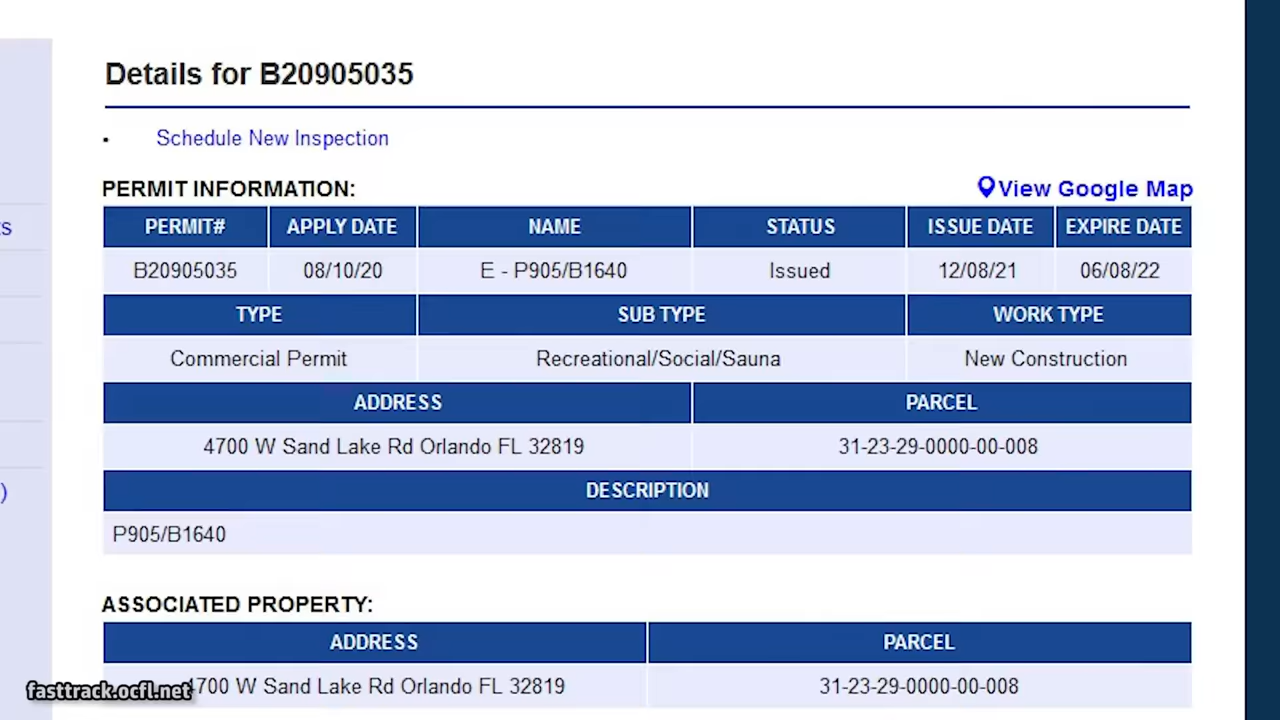 Details for B20905035
• Schedule New Inspection
PERMIT INFORMATION: View Google Map
PERMIT# APPLY DATE NAME STATUS ISSUE DATE EXPIRE DATE
B20905035 08/10/20 E - P905/B1640 Issued 12/08/21 06/08/22
TYPE SUB TYPE WORK TYPE
Commercial Permit Recreational/Social/Sauna New Construction
ADDRESS PARCEL
4700 W Sand Lake Rd Orlando FL 32819 31-23-29-0000-00-008
DESCRIPTION
P905/B1640
ASSOCIATED PROPERTY:
ADDRESS PARCEL
700 W Sand Lake Rd Orlando FL 32819 31-23-29-0000-00-008
fasttrack.ocfl.net